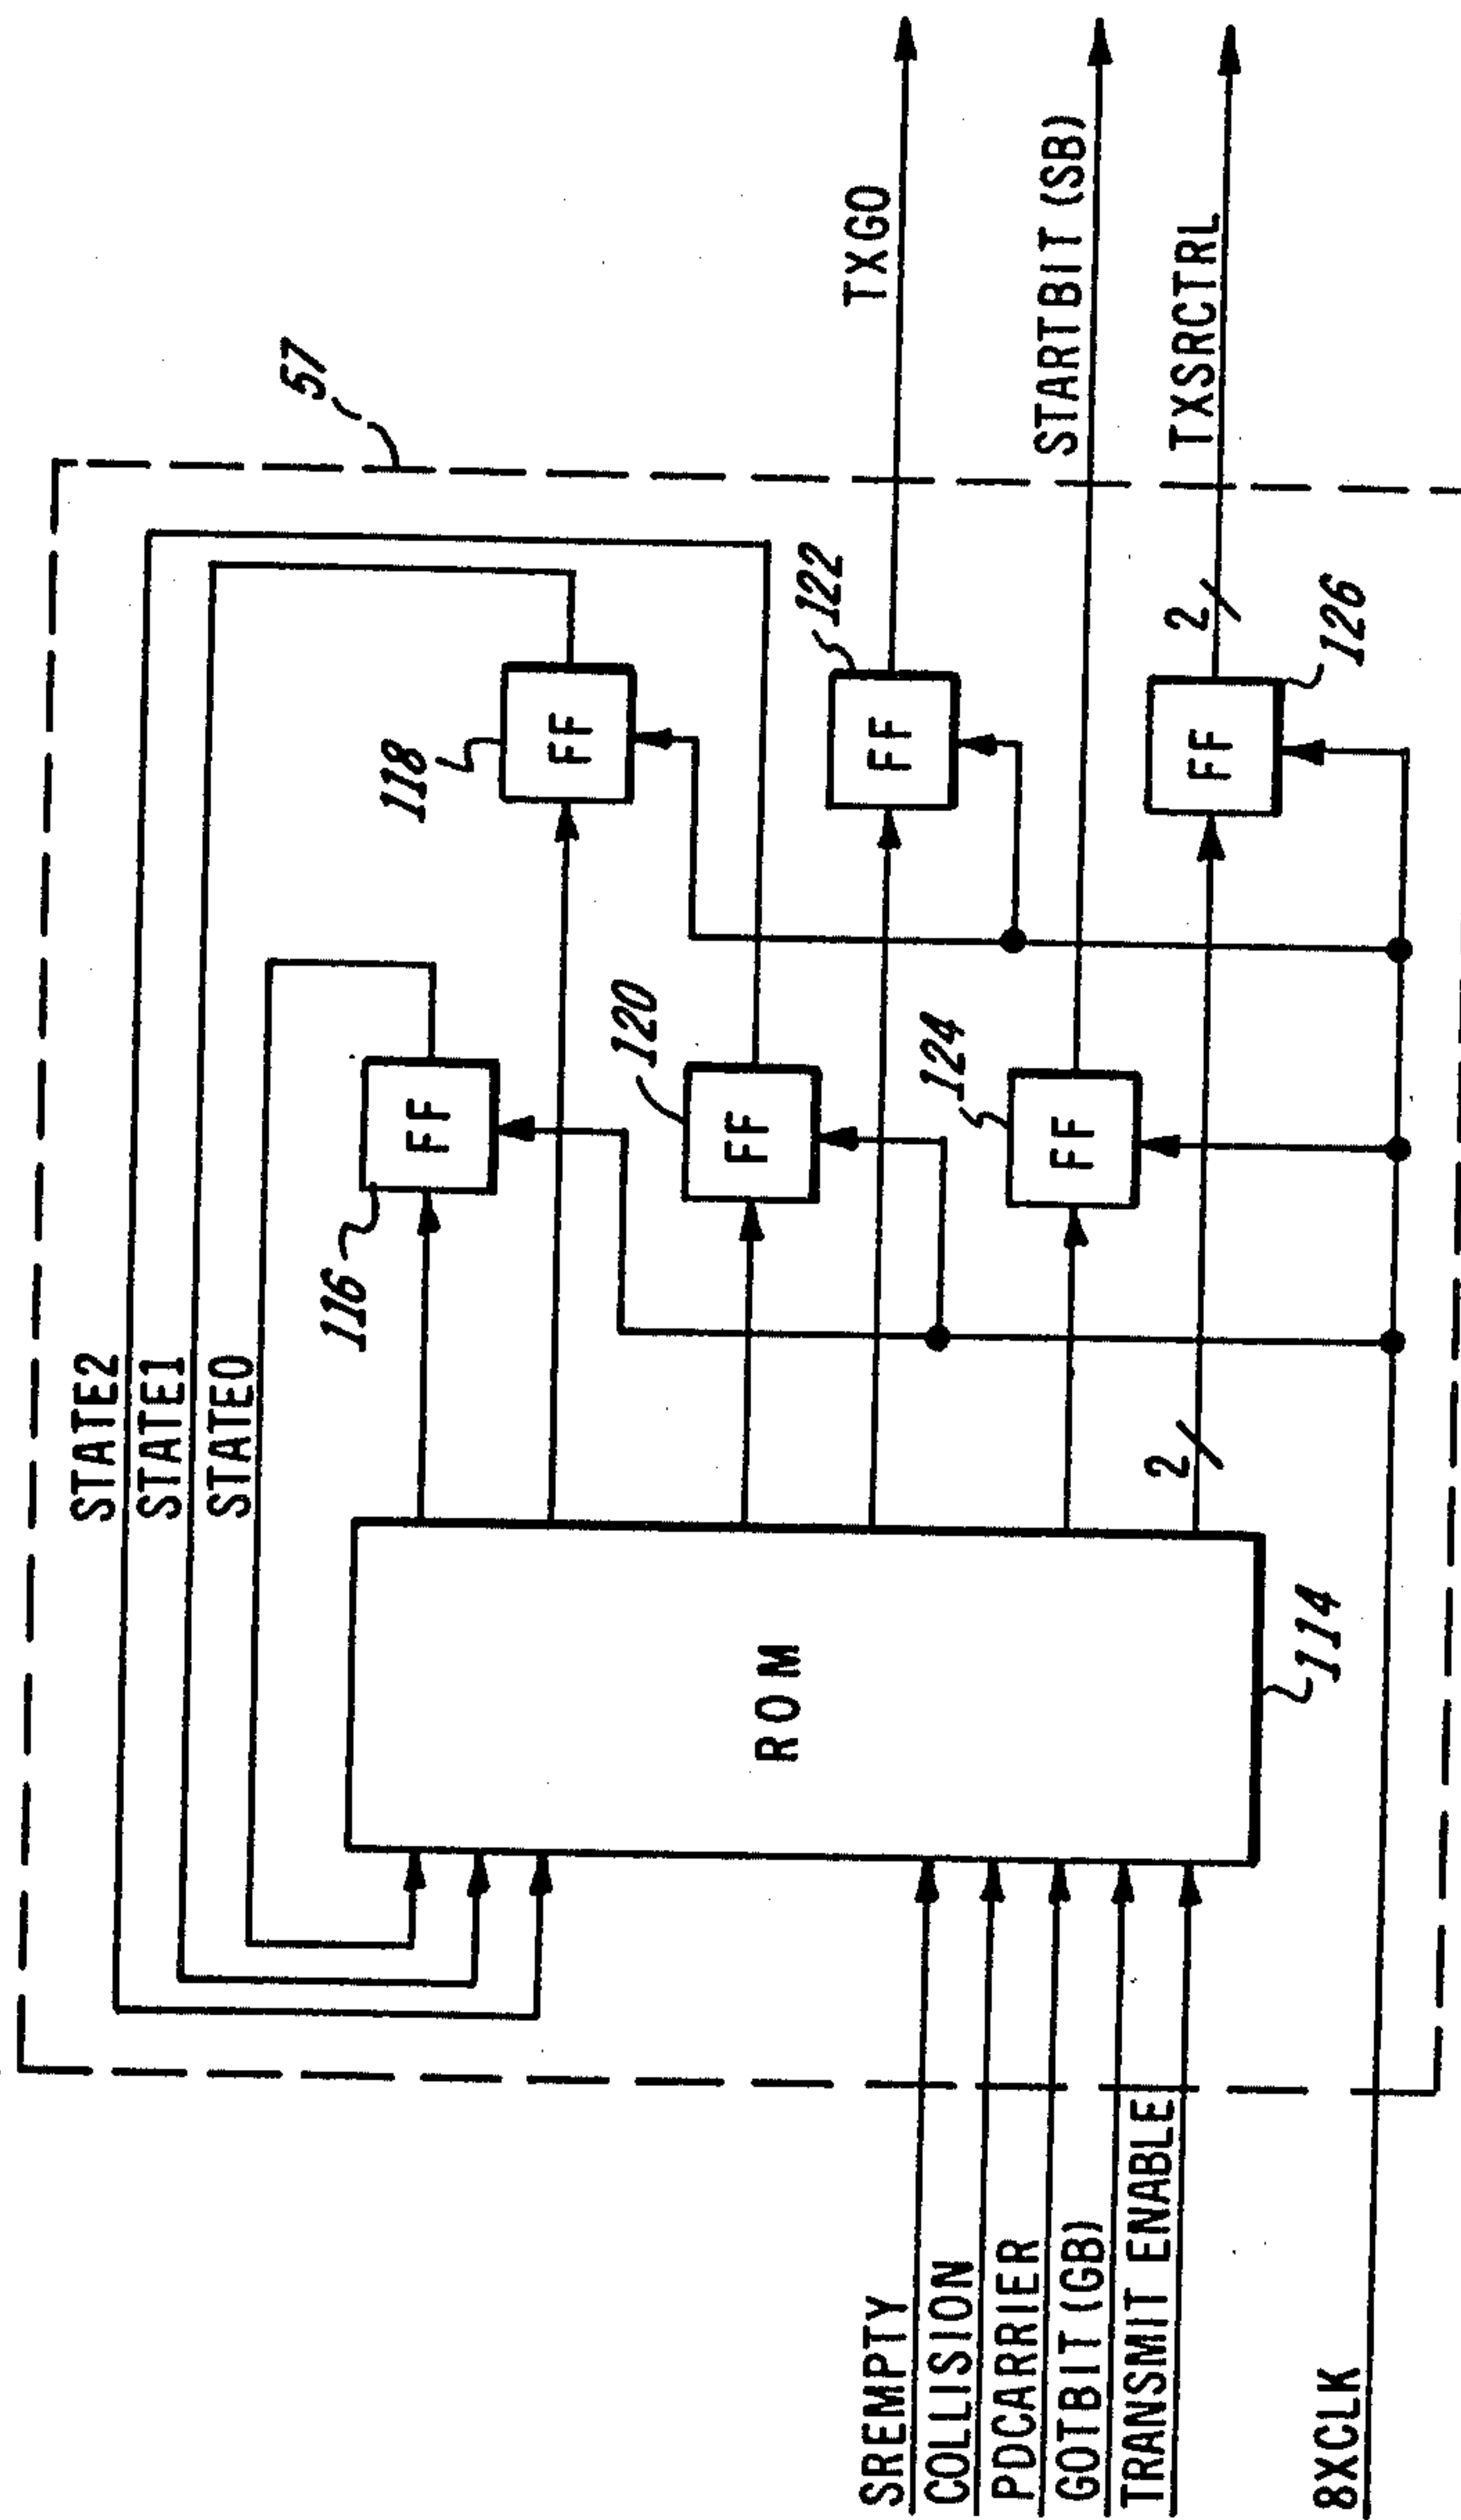 STATE2
STATE1
STATE0
57
116
FF
118
FF
120
FF
122
FF
124
FF
126
FF
2
2
ROM
114
TXGO
STARTBIT (SB)
TXSRCTRL
SREMPTY
COLLISION
PDCARRIER
GOTBIT (GB)
TRANSMIT ENABLE
8XCLK